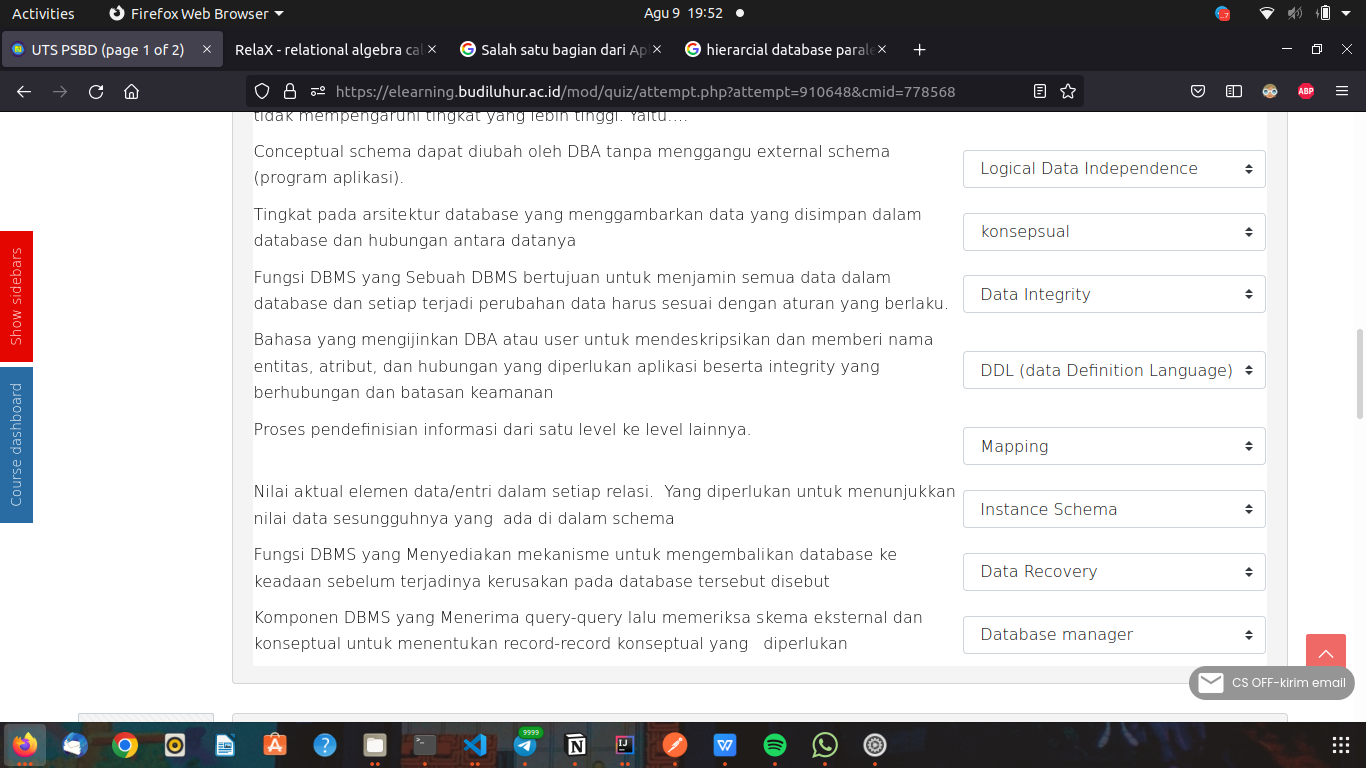 Activities
Firefox Web Browser
Agu 9 19:52
UTS PSBD (page 1 of 2)
RelaX - relational algebra cal
Salah satu bagian dari Apl
hierarcial database parale
https://elearning.budiluhur.ac.id/mod/quiz/attempt.php?attempt=910648&cmid=778568
ABP
tidak mempengaruhi tingkat yang lebih tinggi. Yaitu....
Conceptual schema dapat diubah oleh DBA tanpa menggangu external schema
(program aplikasi).
Logical Data Independence
Tingkat pada arsitektur database yang menggambarkan data yang disimpan dalam
database dan hubungan antara datanya
konsepsual
Fungsi DBMS yang Sebuah DBMS bertujuan untuk menjamin semua data dalam
database dan setiap terjadi perubahan data harus sesuai dengan aturan yang berlaku.
Data Integrity
Bahasa yang mengijinkan DBA atau user untuk mendeskripsikan dan memberi nama
entitas, atribut, dan hubungan yang diperlukan aplikasi beserta integrity yang
berhubungan dan batasan keamanan
DDL (data Definition Language)
Proses pendefinisian informasi dari satu level ke level lainnya.
Mapping
Nilai aktual elemen data/entri dalam setiap relasi. Yang diperlukan untuk menunjukkan
nilai data sesungguhnya yang ada di dalam schema
Instance Schema
Fungsi DBMS yang Menyediakan mekanisme untuk mengembalikan database ke
keadaan sebelum terjadinya kerusakan pada database tersebut disebut
Data Recovery
Komponen DBMS yang Menerima query-query lalu memeriksa skema eksternal dan
konseptual untuk menentukan record-record konseptual yang diperlukan
Database manager
Show sidebars
Course dashboard
CS OFF-kirim email
9999